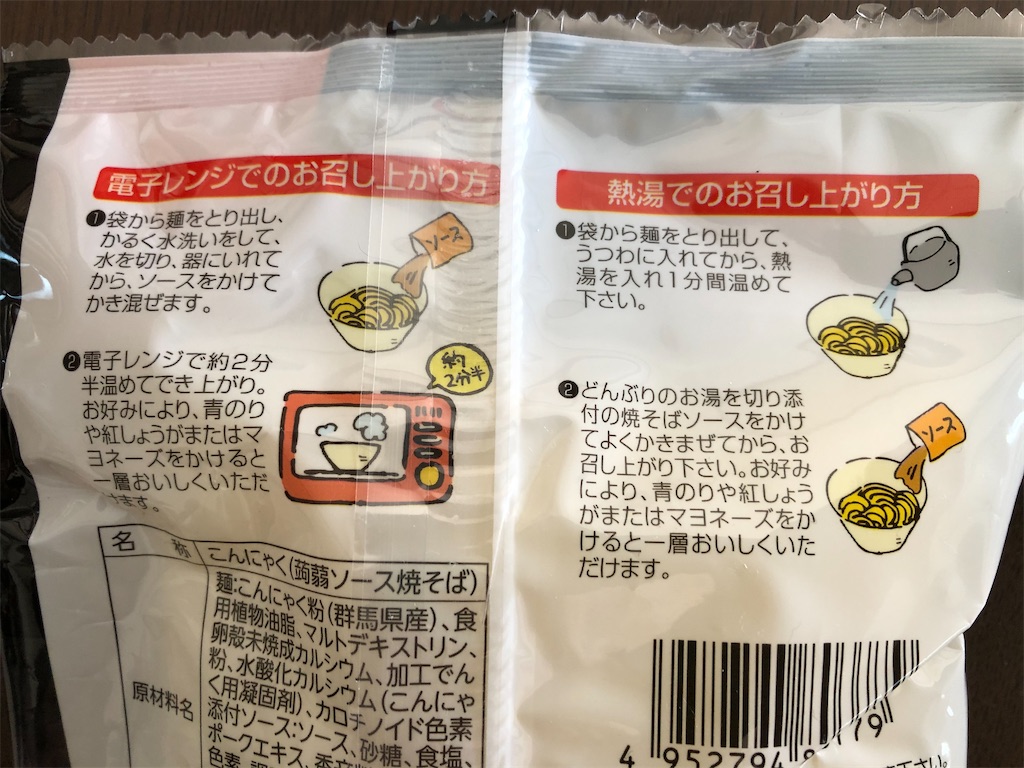 電子レンジでのお召し上がり方
❶袋から麺をとり出し、
かるく水洗いをして、
水を切り、器にいれて
から、ソースをかけて
かき混ぜます。
ソース
❷電子レンジで約2分
半温めてでき上がり。
お好みにより、青のり
や紅しょうがまたはマ
ヨネーズをかけると
一層おいしくいただ
けます。
約
2分半
熱湯でのお召し上がり方
❶袋から麺をとり出して、
うつわに入れてから、熱
湯を入れ1分間温めて
下さい。
❷どんぶりのお湯を切り添
付の焼そばソースをかけ
てよくかきまぜてから、お
召し上がり下さい。お好み
により、青のりや紅しょう
がまたはマヨネーズをか
けると一層おいしくいた
だけます。
ソース
名 称
こんにゃく(蒟蒻ソース焼そば)
原材料名
麺:こんにゃく粉(群馬県産)、食
用植物油脂、マルトデキストリン、
卵殻未焼成カルシウム、加工でん
粉、水酸化カルシウム(こんにゃ
く用凝固剤)、カロチノイド色素
添付ソース:ソース、砂糖、食塩、
ポークエキス、香辛料
色素
4 952794
179
下さい。